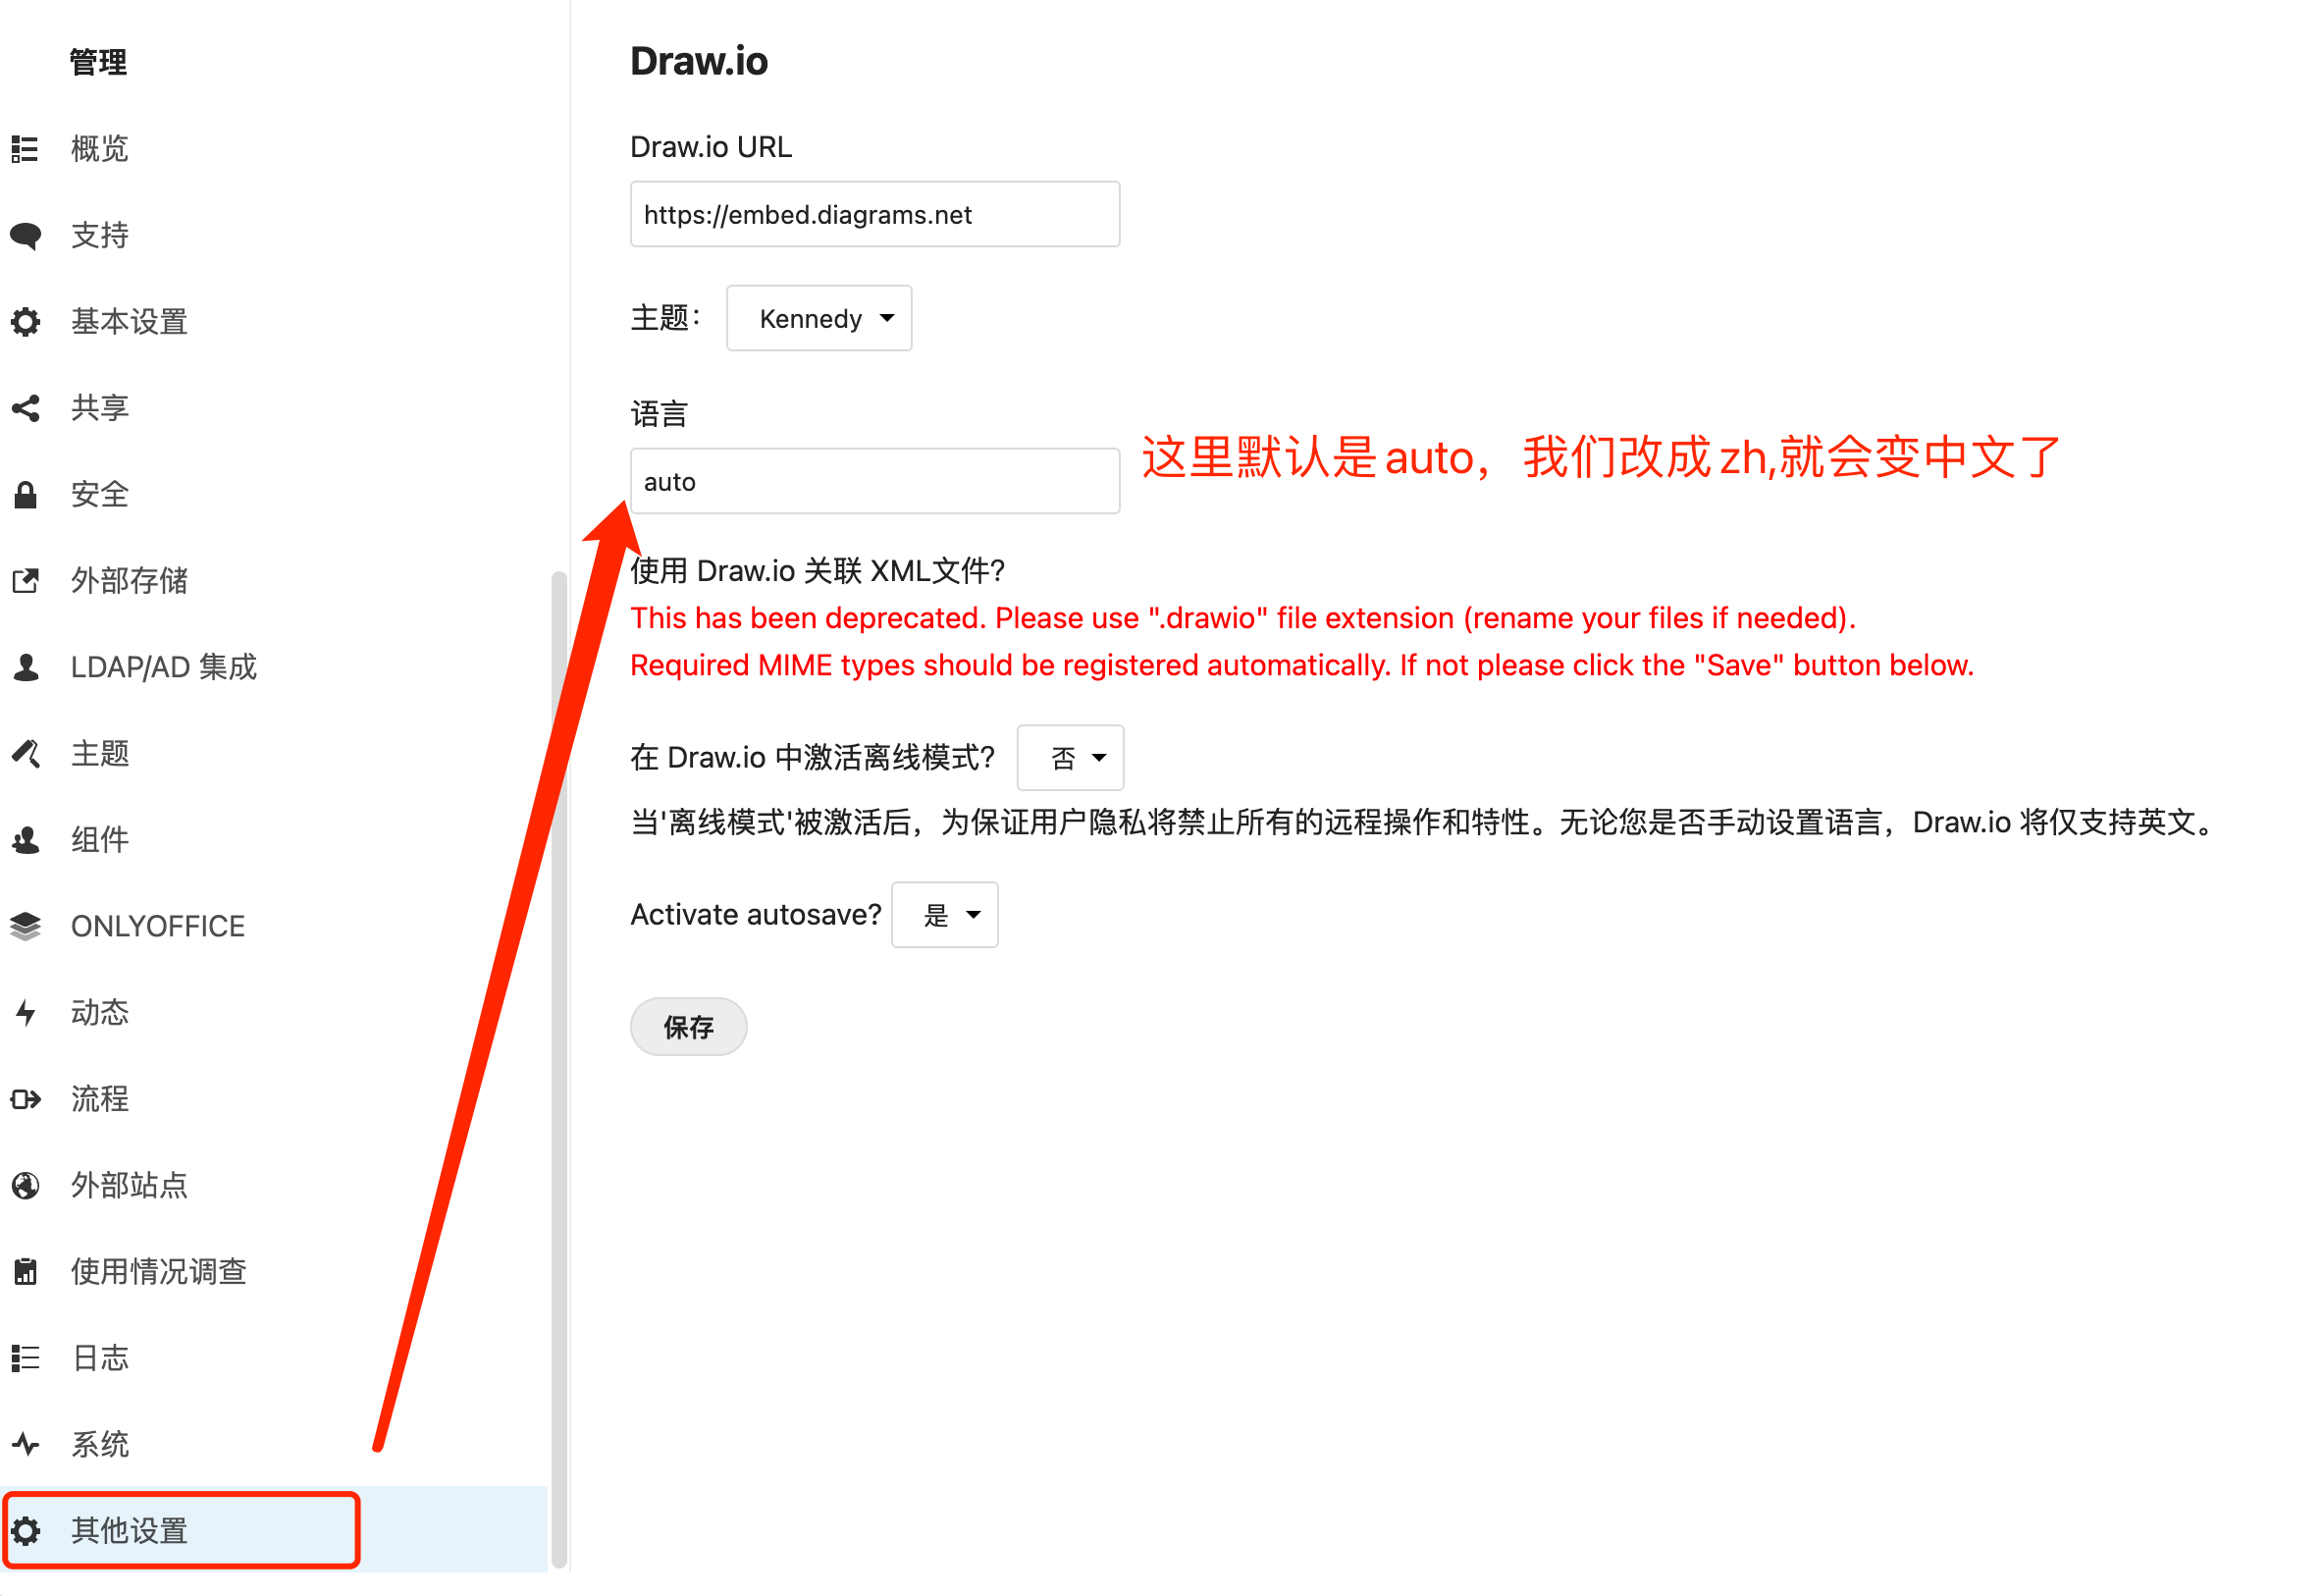 管理
概览
支持
基本设置
共享
安全
外部存储
LDAP/AD 集成
主题
组件
ONLYOFFICE
动态
流程
外部站点
使用情况调查
日志
系统
其他设置
Draw.io
Draw.io URL
https://embed.diagrams.net
主题： Kennedy
语言
auto
这里默认是auto，我们改成zh,就会变中文了
使用 Draw.io 关联 XML文件？
This has been deprecated. Please use ".drawio" file extension (rename your files if needed).
Required MIME types should be registered automatically. If not please click the "Save" button below.
在 Draw.io 中激活离线模式？ 否
当'离线模式'被激活后，为保证用户隐私将禁止所有的远程操作和特性。无论您是否手动设置语言，Draw.io 将仅支持英文。
Activate autosave? 是
保存